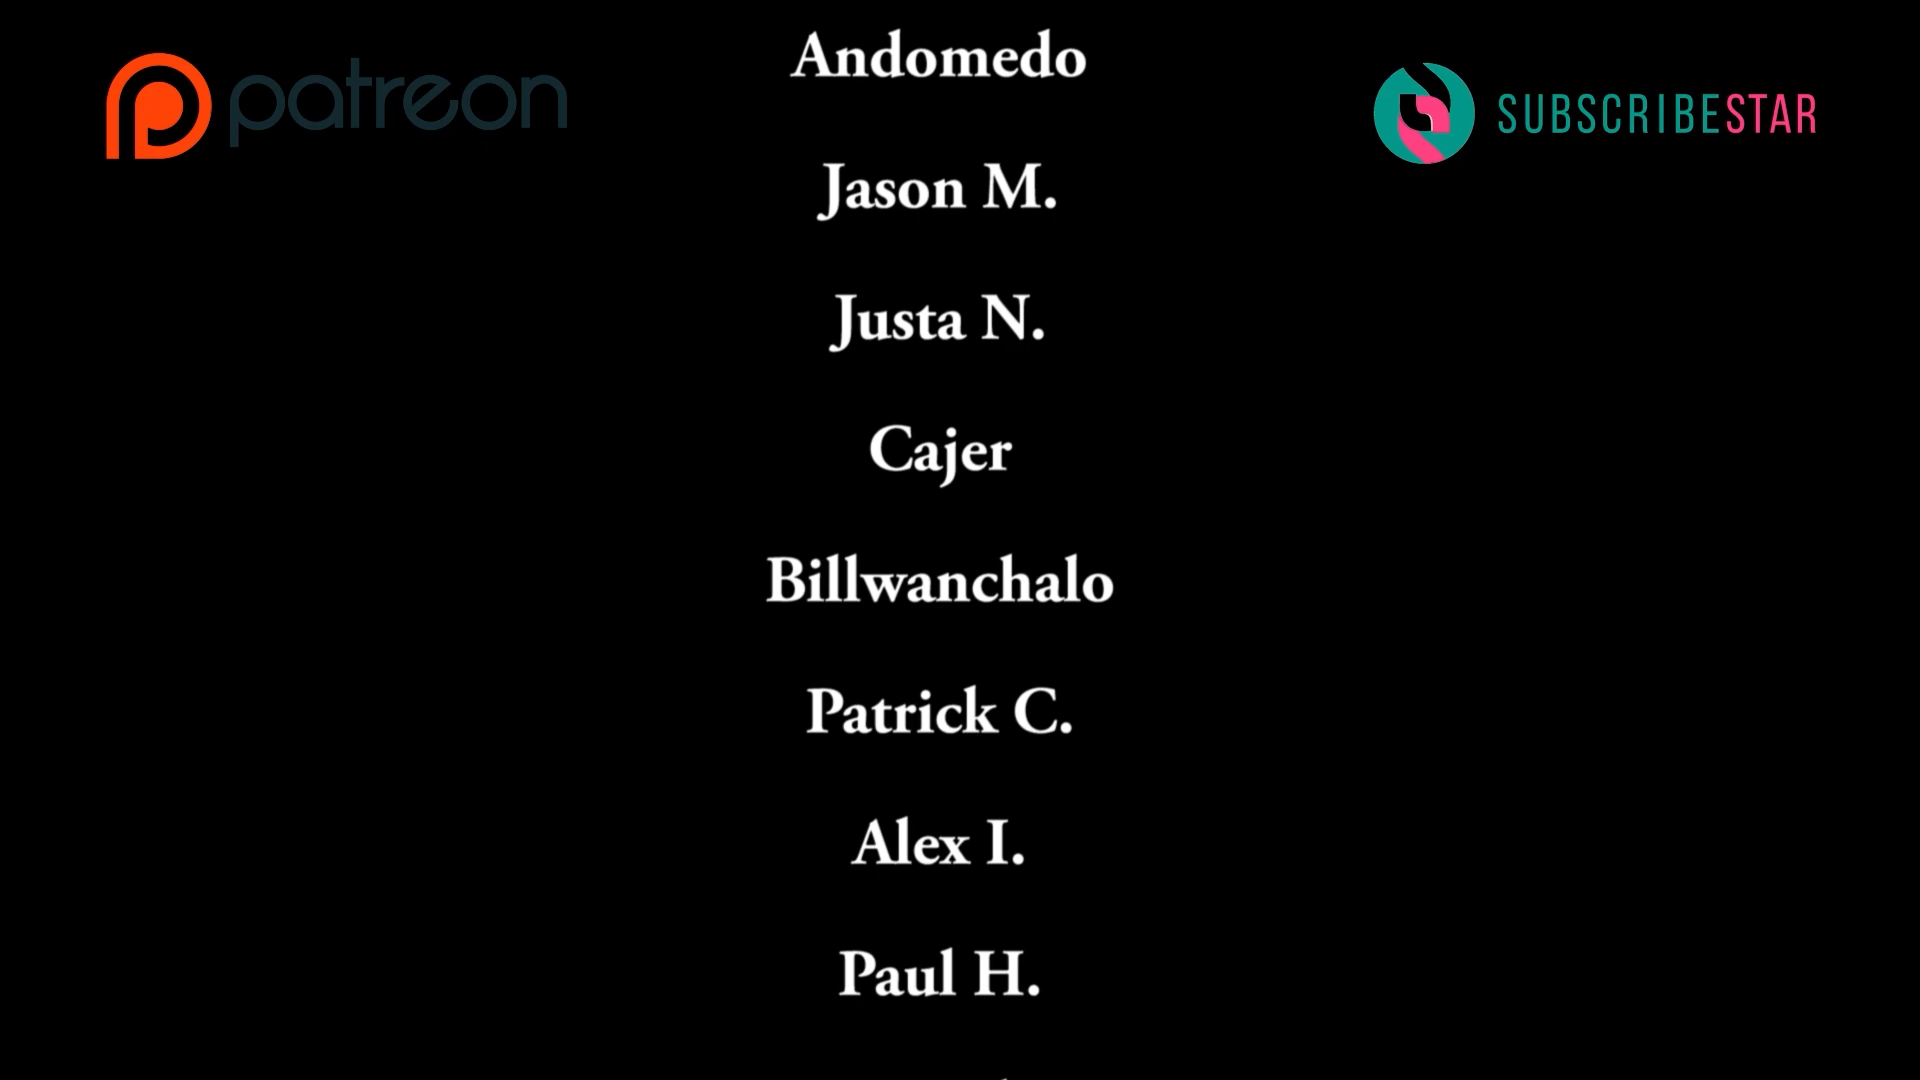 patreon
SUBSCRIBESTAR
Andomedo
Jason M.
Justa N.
Cajer
Billwanchalo
Patrick C.
Alex I.
Paul H.